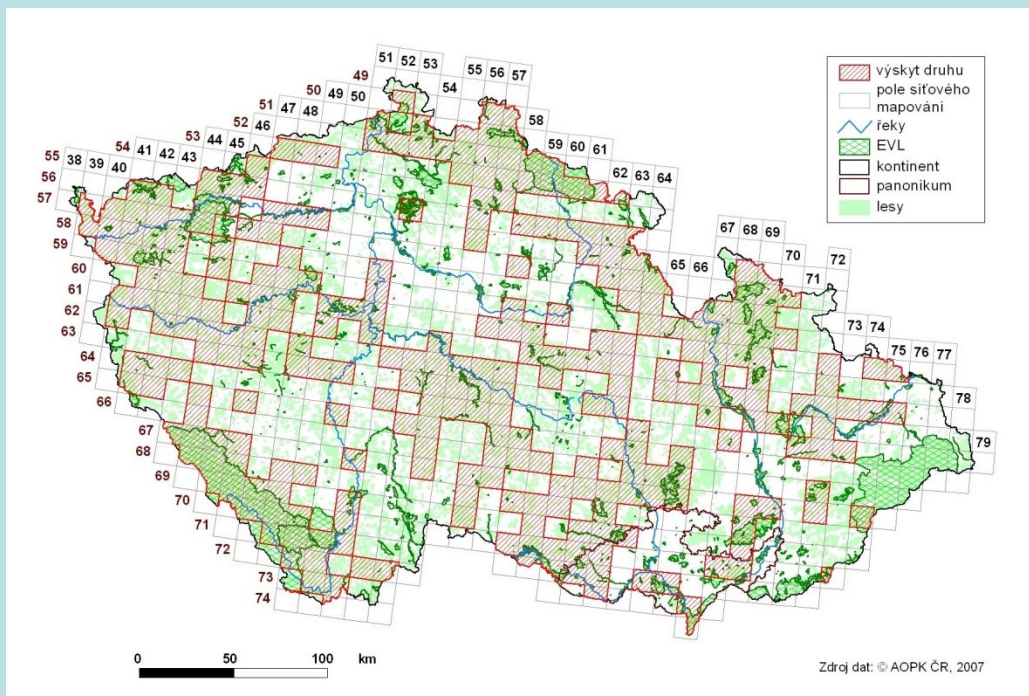 51 52 53
55 56 57
49
54
50 49 50
58
51 47 48
59 60 61
52 46
62 63 64
53 44 45
54 41 42 43
55 38 39 40
56
57
58
59
60
61
62
63
64
65
66
67
68
69
70
71
72
73
74
65 66
67 68 69
70
71
72
73 74
75 76 77
78
79
výskyt druhu
pole síťového
mapování
řeky
EVL
kontinent
panonikum
lesy
0 50 100 km
Zdroj dat: © AOPK ČR, 2007